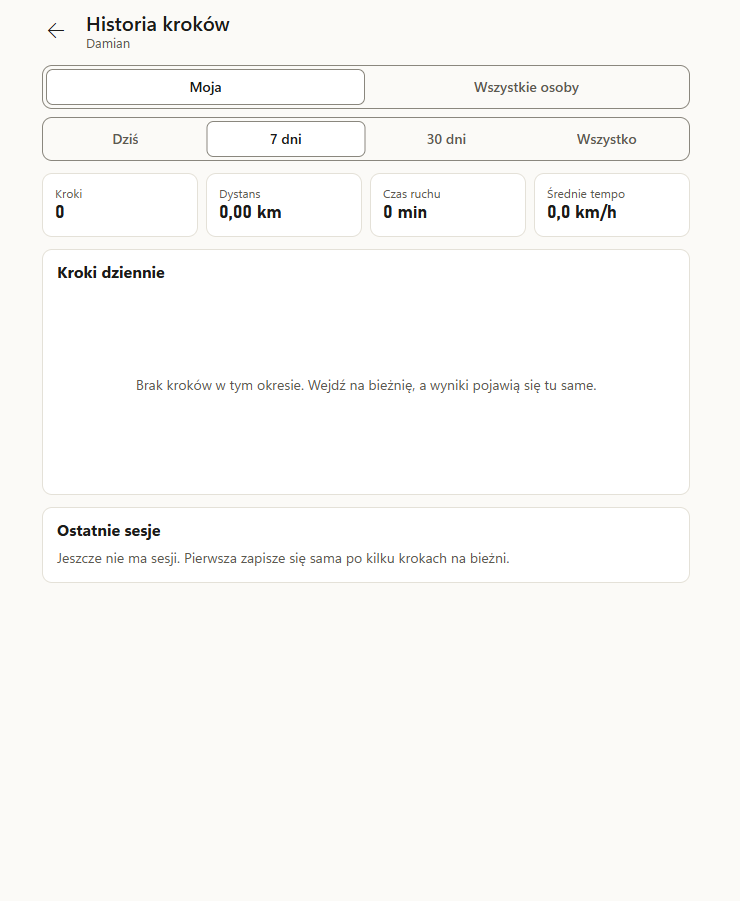 Historia kroków
Damian
Moja
Wszystkie osoby
Dziś
7 dni
30 dni
Wszystko
Kroki
0
Dystans
0,00 km
Czas ruchu
0 min
Średnie tempo
0,0 km/h
Kroki dziennie
Brak kroków w tym okresie. Wejdź na bieżnię, a wyniki pojawią się tu same.
Ostatnie sesje
Jeszcze nie ma sesji. Pierwsza zapisze się sama po kilku krokach na bieżni.